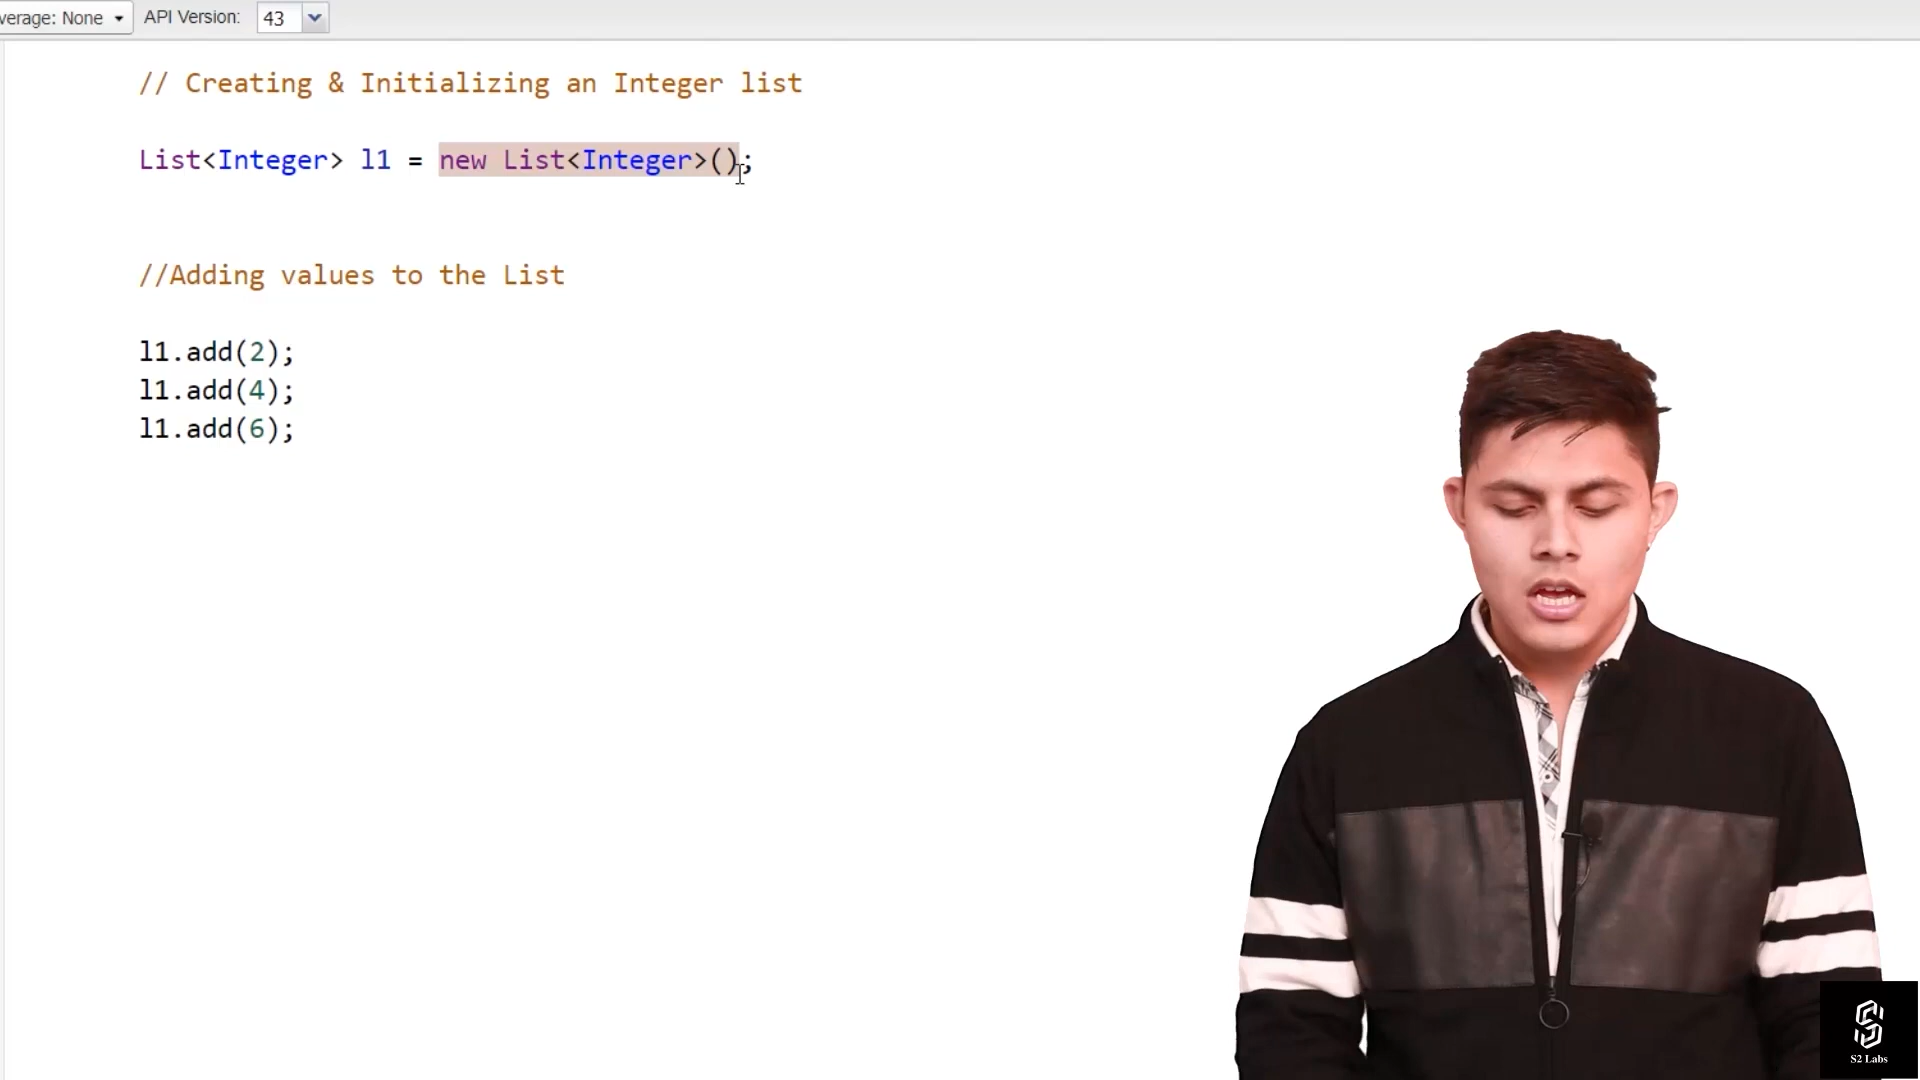 verage: None
API Version:
43
// Creating & Initializing an Integer list
List<Integer> l1 = new List<Integer>();
//Adding values to the List
l1.add(2);
l1.add(4);
l1.add(6);
S2 Labs